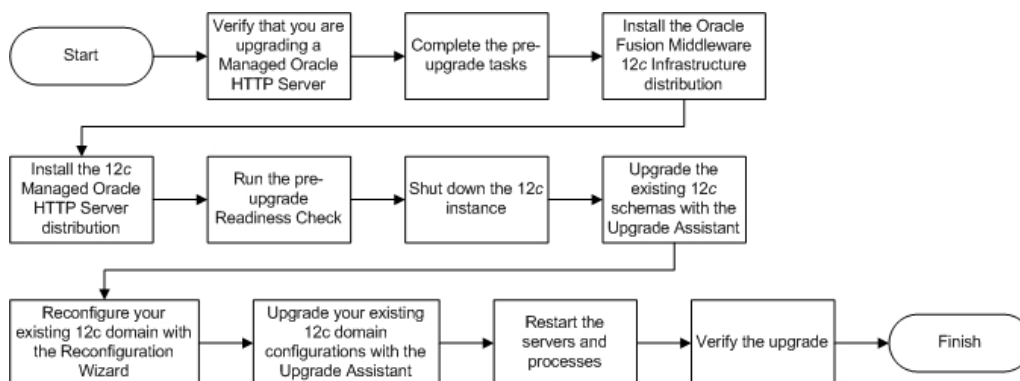 Start
Verify that you are
upgrading a
Managed Oracle
HTTP Server
Complete the pre-
upgrade tasks
Install the Oracle
Fusion Middleware
12c Infrastructure
distribution
Install the 12c
Managed Oracle
HTTP Server
distribution
Run the pre-
upgrade
Readiness Check
Shut down the 12c
instance
Upgrade the
existing 12c
schemas with the
Upgrade Assistant
Reconfigure your
existing 12c domain with
the Reconfiguration
Wizard
Upgrade your existing
12c domain
configurations with the
Upgrade Assistant
Restart the
servers and
processes
Verify the upgrade
Finish